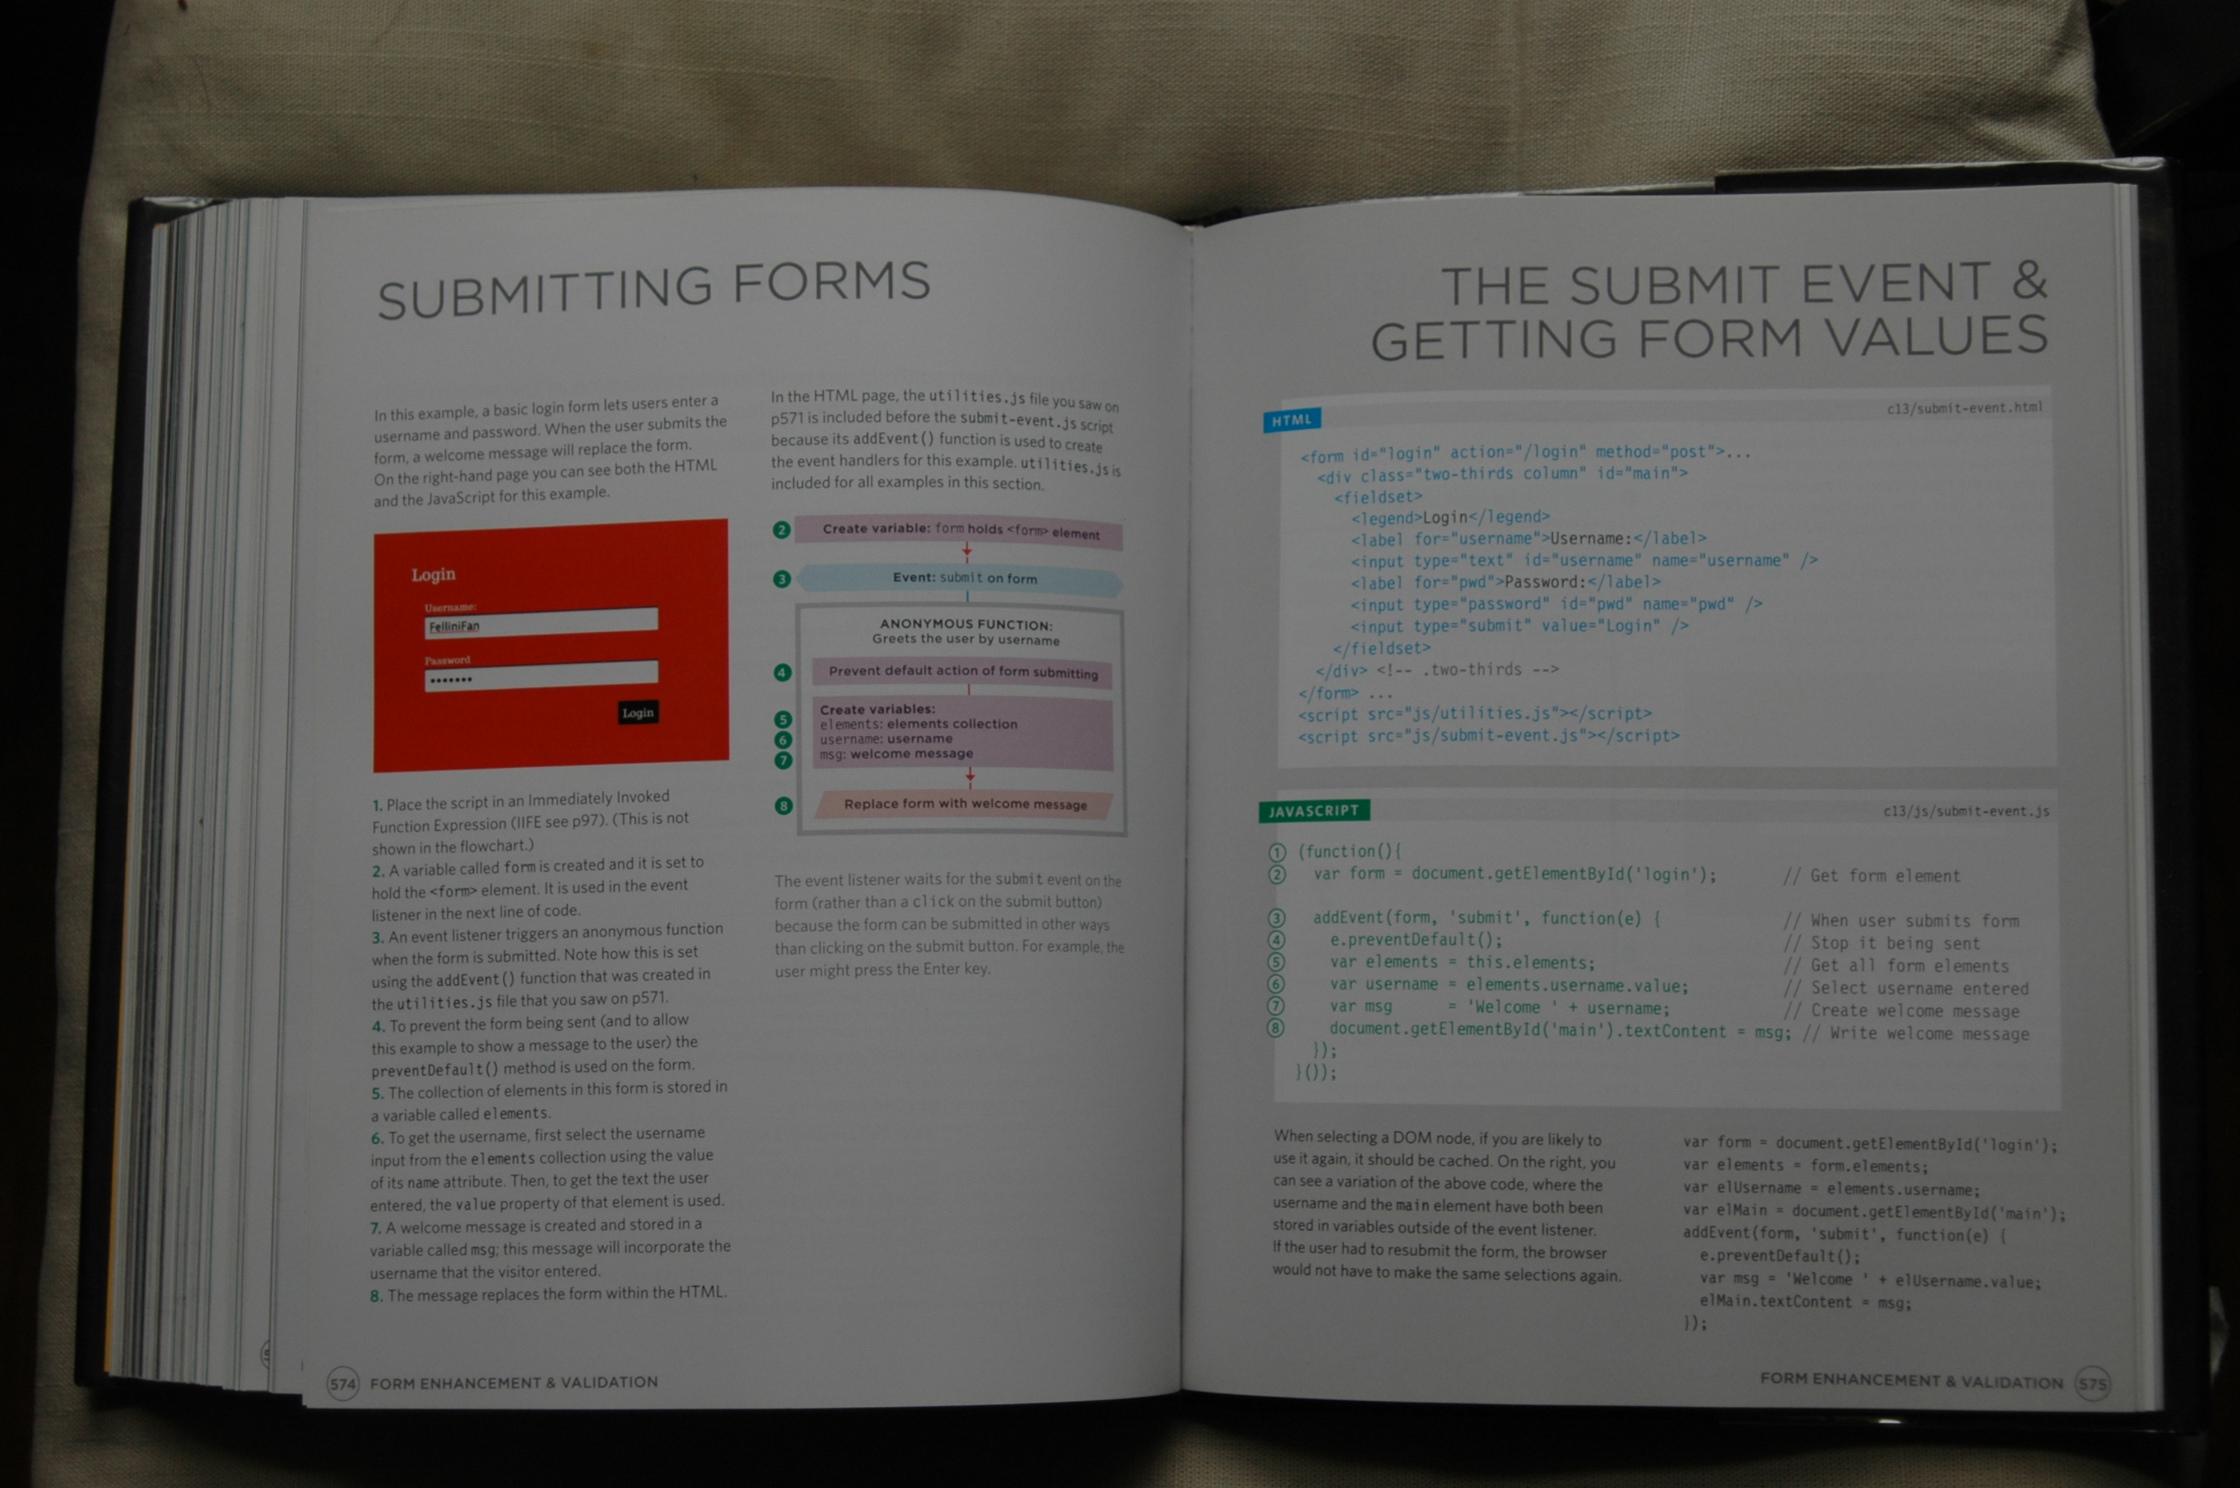 SUBMITTING FORMS
In this example, a basic login form lets users enter a
username and password. When the user submits the
form, a welcome message will replace the form.
On the right-hand page you can see both the HTML
and the JavaScript for this example.
Login
Username:
FelliniFan
Password
•••••••
Login
1. Place the script in an Immediately Invoked
Function Expression (IIFE see p97). (This is not
shown in the flowchart.)
2. A variable called form is created and it is set to
hold the <form> element. It is used in the event
listener in the next line of code.
3. An event listener triggers an anonymous function
when the form is submitted. Note how this is set
using the addEvent() function that was created in
the utilities.js file that you saw on p571.
4. To prevent the form being sent (and to allow
this example to show a message to the user) the
preventDefault() method is used on the form.
5. The collection of elements in this form is stored in
a variable called elements.
6. To get the username, first select the username
input from the elements collection using the value
of its name attribute. Then, to get the text the user
entered, the value property of that element is used.
7. A welcome message is created and stored in a
variable called msg; this message will incorporate the
username that the visitor entered.
8. The message replaces the form within the HTML.
In the HTML page, the utilities.js file you saw on
p571 is included before the submit-event.js script
because its addEvent() function is used to create
the event handlers for this example. utilities.js is
included for all examples in this section.
2 Create variable: form holds <form> element
3 Event: submit on form
ANONYMOUS FUNCTION:
Greets the user by username
4 Prevent default action of form submitting
Create variables:
5 elements: elements collection
6 username: username
7 msg: welcome message
8 Replace form with welcome message
The event listener waits for the submit event on the
form (rather than a click on the submit button)
because the form can be submitted in other ways
than clicking on the submit button. For example, the
user might press the Enter key.
574 FORM ENHANCEMENT & VALIDATION
THE SUBMIT EVENT &
GETTING FORM VALUES
HTML c13/submit-event.html
<form id="login" action="/login" method="post">...
<div class="two-thirds column" id="main">
<fieldset>
<legend>Login</legend>
<label for="username">Username:</label>
<input type="text" id="username" name="username" />
<label for="pwd">Password:</label>
<input type="password" id="pwd" name="pwd" />
<input type="submit" value="Login" />
</fieldset>
</div> <!-- .two-thirds -->
</form> ...
<script src="js/utilities.js"></script>
<script src="js/submit-event.js"></script>
JAVASCRIPT c13/js/submit-event.js
1 (function(){
2 var form = document.getElementById('login'); // Get form element
3 addEvent(form, 'submit', function(e) { // When user submits form
4 e.preventDefault(); // Stop it being sent
5 var elements = this.elements; // Get all form elements
6 var username = elements.username.value; // Select username entered
7 var msg = 'Welcome ' + username; // Create welcome message
8 document.getElementById('main').textContent = msg; // Write welcome message
});
}());
When selecting a DOM node, if you are likely to
use it again, it should be cached. On the right, you
can see a variation of the above code, where the
username and the main element have both been
stored in variables outside of the event listener.
If the user had to resubmit the form, the browser
would not have to make the same selections again.
var form = document.getElementById('login');
var elements = form.elements;
var elUsername = elements.username;
var elMain = document.getElementById('main');
addEvent(form, 'submit', function(e) {
e.preventDefault();
var msg = 'Welcome ' + elUsername.value;
elMain.textContent = msg;
});
FORM ENHANCEMENT & VALIDATION 575